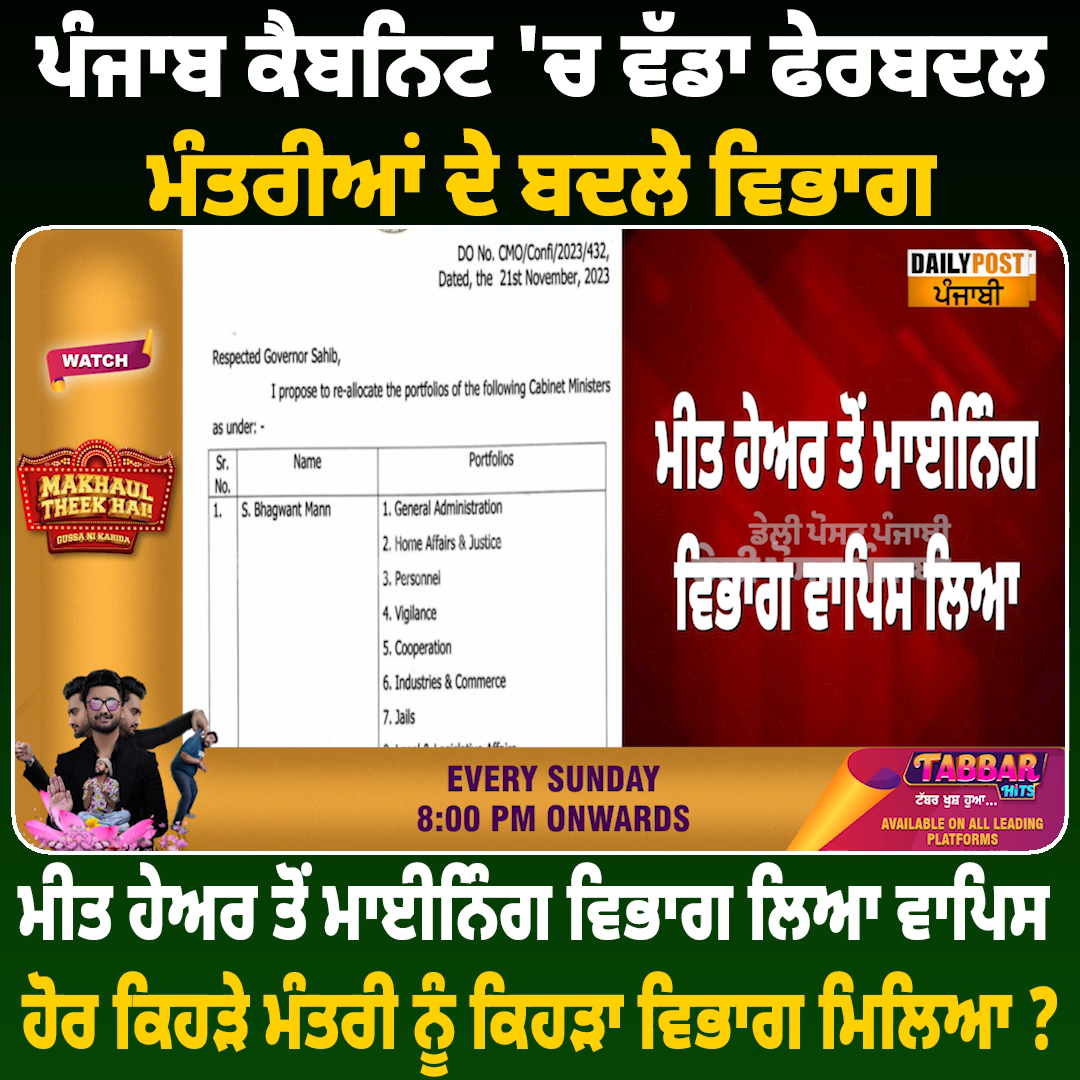 ਪੰਜਾਬ ਕੈਬਨਿਟ 'ਚ ਵੱਡਾ ਫੇਰਬਦਲ
ਮੰਤਰੀਆਂ ਦੇ ਬਦਲੇ ਵਿਭਾਗ
DO No. CMO/Confi/2023/432,
Dated, the 21st November, 2023
Respected Governor Sahib,
I propose to re-allocate the portfolios of the following Cabinet Ministers
as under: -
Sr. No. Name Portfolios
1. S. Bhagwant Mann 1. General Administration
2. Home Affairs & Justice
3. Personnel
4. Vigilance
5. Cooperation
6. Industries & Commerce
7. Jails
WATCH
MAKHAUL
THEEK HAI!
GUSSA NI KARIDA
DAILYPOST
ਪੰਜਾਬੀ
ਮੀਤ ਹੇਅਰ ਤੋਂ ਮਾਈਨਿੰਗ
ਡੇਲੀ ਪੋਸਟ ਪੰਜਾਬੀ
ਵਿਭਾਗ ਵਾਪਿਸ ਲਿਆ
EVERY SUNDAY
8:00 PM ONWARDS
TABBAR
HITS
ਟੱਬਰ ਖੁਸ਼ ਹੁਆ...
AVAILABLE ON ALL LEADING
PLATFORMS
ਮੀਤ ਹੇਅਰ ਤੋਂ ਮਾਈਨਿੰਗ ਵਿਭਾਗ ਲਿਆ ਵਾਪਿਸ
ਹੋਰ ਕਿਹੜੇ ਮੰਤਰੀ ਨੂੰ ਕਿਹੜਾ ਵਿਭਾਗ ਮਿਲਿਆ ?